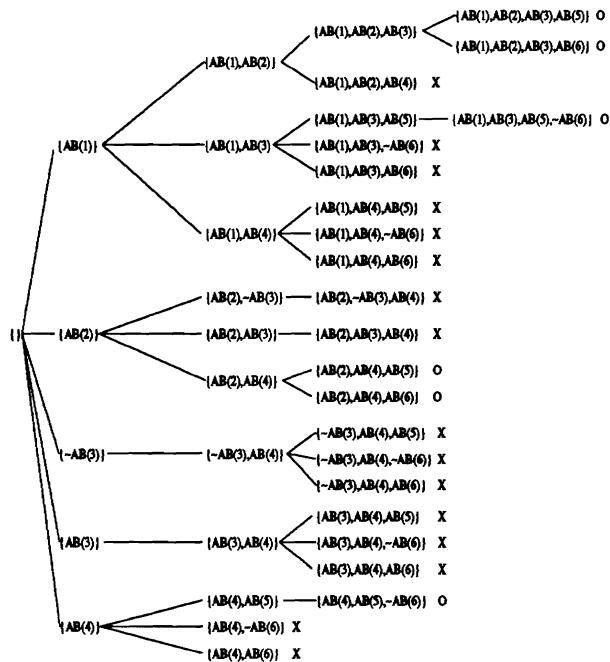 {AB(1),AB(2),AB(3),AB(5)} O
{AB(1),AB(2),AB(3)}
{AB(1),AB(2),AB(3),AB(6)} O
{AB(1),AB(2)}
{AB(1),AB(2),AB(4)} X
{AB(1),AB(3),AB(5)} {AB(1),AB(3),AB(5),~AB(6)} O
{AB(1)} {AB(1),AB(3) {AB(1),AB(3),~AB(6)} X
{AB(1),AB(3),AB(6)} X
{AB(1),AB(4),AB(5)} X
{AB(1),AB(4)} {AB(1),AB(4),~AB(6)} X
{AB(1),AB(4),AB(6)} X
{AB(2),~AB(3)} {AB(2),~AB(3),AB(4)} X
{} {AB(2)} {AB(2),AB(3)} {AB(2),AB(3),AB(4)} X
{AB(2),AB(4),AB(5)} O
{AB(2),AB(4)}
{AB(2),AB(4),AB(6)} O
{~AB(3),AB(4),AB(5)} X
{~AB(3)} {~AB(3),AB(4)} {~AB(3),AB(4),~AB(6)} X
{~AB(3),AB(4),AB(6)} X
{AB(3),AB(4),AB(5)} X
{AB(3)} {AB(3),AB(4)} {AB(3),AB(4),~AB(6)} X
{AB(3),AB(4),AB(6)} X
{AB(4),AB(5)} {AB(4),AB(5),~AB(6)} O
{AB(4)} {AB(4),~AB(6)} X
{AB(4),AB(6)} X